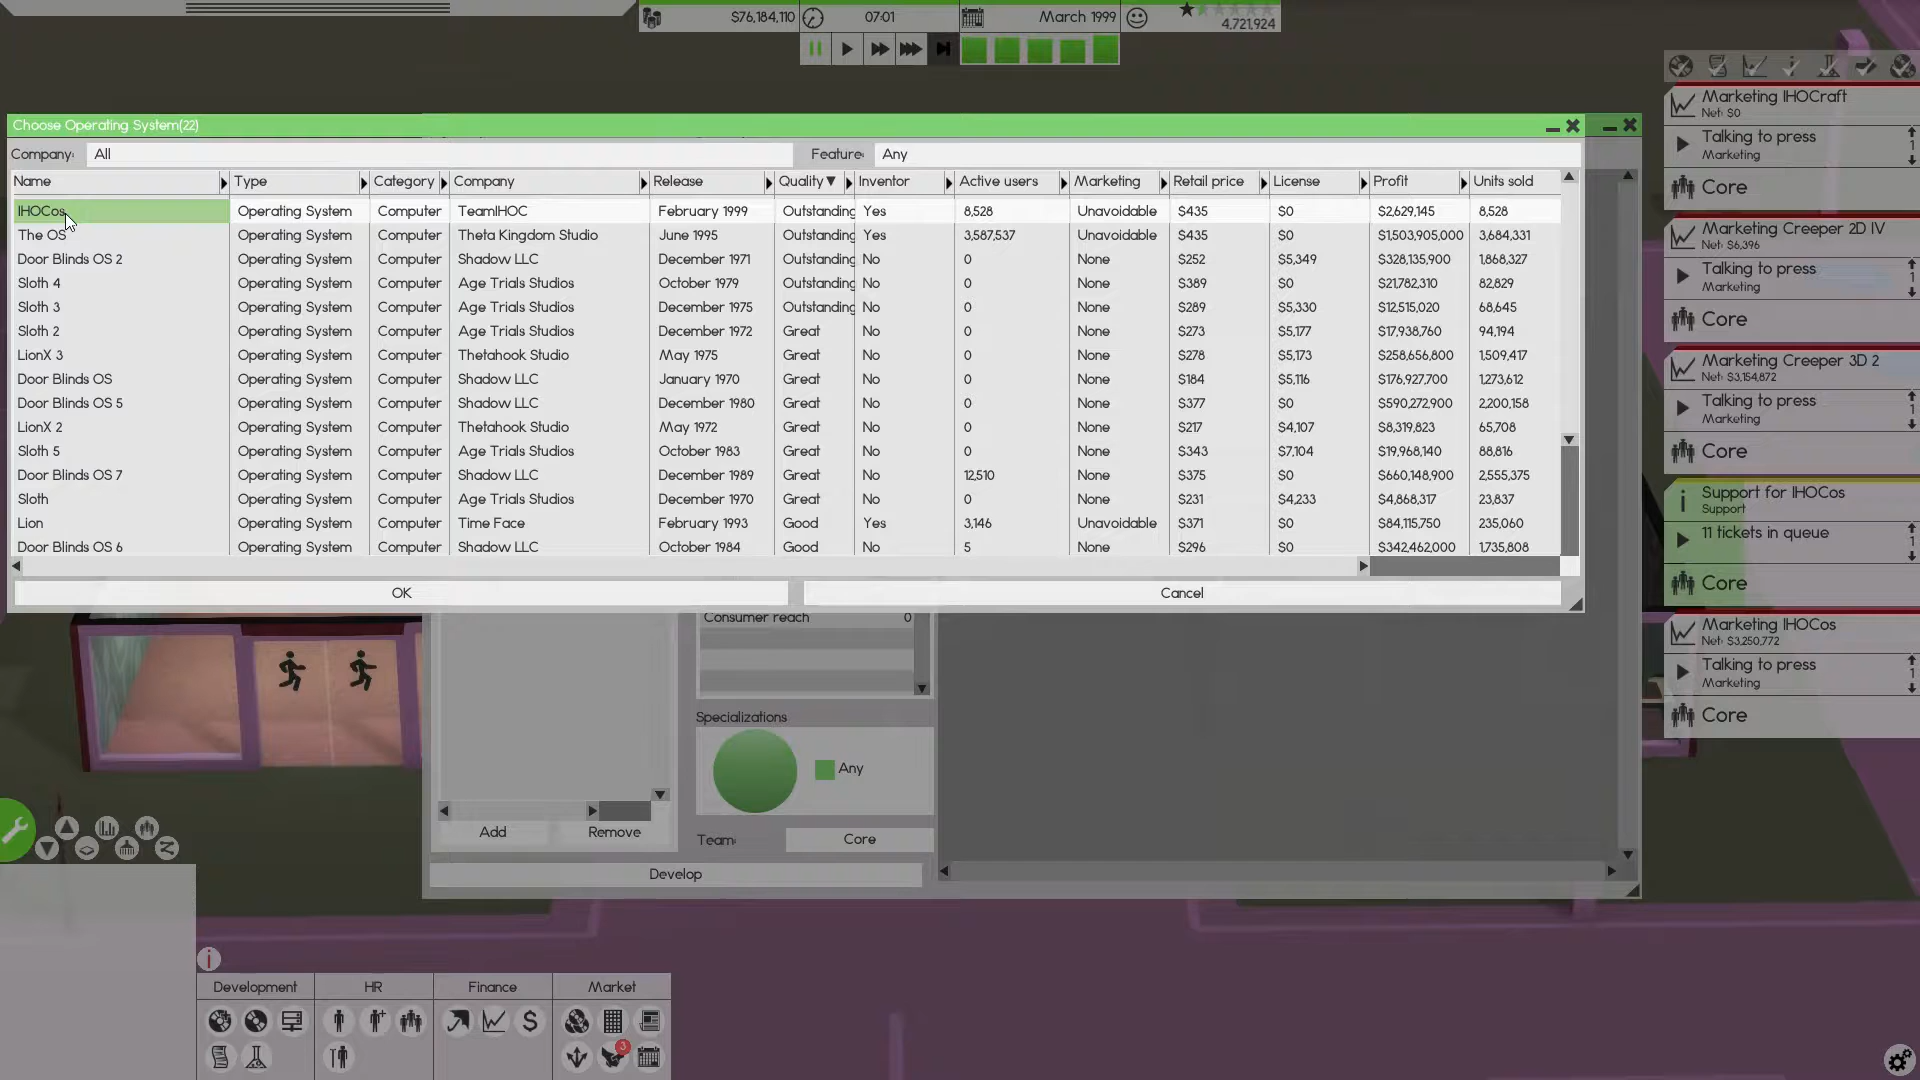 $76,184,110
07:01
March 1999
4,721,924
Choose Operating System(22)
Company: All Feature: Any
Name Type Category Company Release Quality▼ Inventor Active users Marketing Retail price License Profit Units sold
IHOCos Operating System Computer TeamIHOC February 1999 Outstanding Yes 8,528 Unavoidable $435 $0 $2,629,145 8,528
The OS Operating System Computer Theta Kingdom Studio June 1995 Outstanding Yes 3,587,537 Unavoidable $435 $0 $1,503,905,000 3,684,331
Door Blinds OS 2 Operating System Computer Shadow LLC December 1971 Outstanding No 0 None $252 $5,349 $328,135,900 1,868,327
Sloth 4 Operating System Computer Age Trials Studios October 1979 Outstanding No 0 None $389 $0 $21,782,310 82,829
Sloth 3 Operating System Computer Age Trials Studios December 1975 Outstanding No 0 None $289 $5,330 $12,515,020 68,645
Sloth 2 Operating System Computer Age Trials Studios December 1972 Great No 0 None $273 $5,177 $17,938,760 94,194
LionX 3 Operating System Computer Thetahook Studio May 1975 Great No 0 None $278 $5,173 $258,656,800 1,509,417
Door Blinds OS Operating System Computer Shadow LLC January 1970 Great No 0 None $184 $5,116 $176,927,700 1,273,612
Door Blinds OS 5 Operating System Computer Shadow LLC December 1980 Great No 0 None $377 $0 $590,272,900 2,200,158
LionX 2 Operating System Computer Thetahook Studio May 1972 Great No 0 None $217 $4,107 $8,319,823 65,708
Sloth 5 Operating System Computer Age Trials Studios October 1983 Great No 0 None $343 $7,104 $19,968,140 88,816
Door Blinds OS 7 Operating System Computer Shadow LLC December 1989 Great No 12,510 None $375 $0 $660,148,900 2,555,375
Sloth Operating System Computer Age Trials Studios December 1970 Great No 0 None $231 $4,233 $4,868,317 23,837
Lion Operating System Computer Time Face February 1993 Good Yes 3,146 Unavoidable $371 $0 $84,115,750 235,060
Door Blinds OS 6 Operating System Computer Shadow LLC October 1984 Good No 5 None $296 $0 $342,462,000 1,735,808
OK Cancel
Consumer reach 0
Specializations
Any
Add Remove
Team: Core
Develop
Marketing IHOCraft
Net: $0
Talking to press
Marketing
1
Core
Marketing Creeper 2D IV
Net: $6,396
Talking to press
Marketing
1
Core
Marketing Creeper 3D 2
Net: $3,154,872
Talking to press
Marketing
1
Core
Support for IHOCos
Support
11 tickets in queue
1
Core
Marketing IHOCos
Net: $3,250,772
Talking to press
Marketing
1
Core
Development HR Finance Market
3